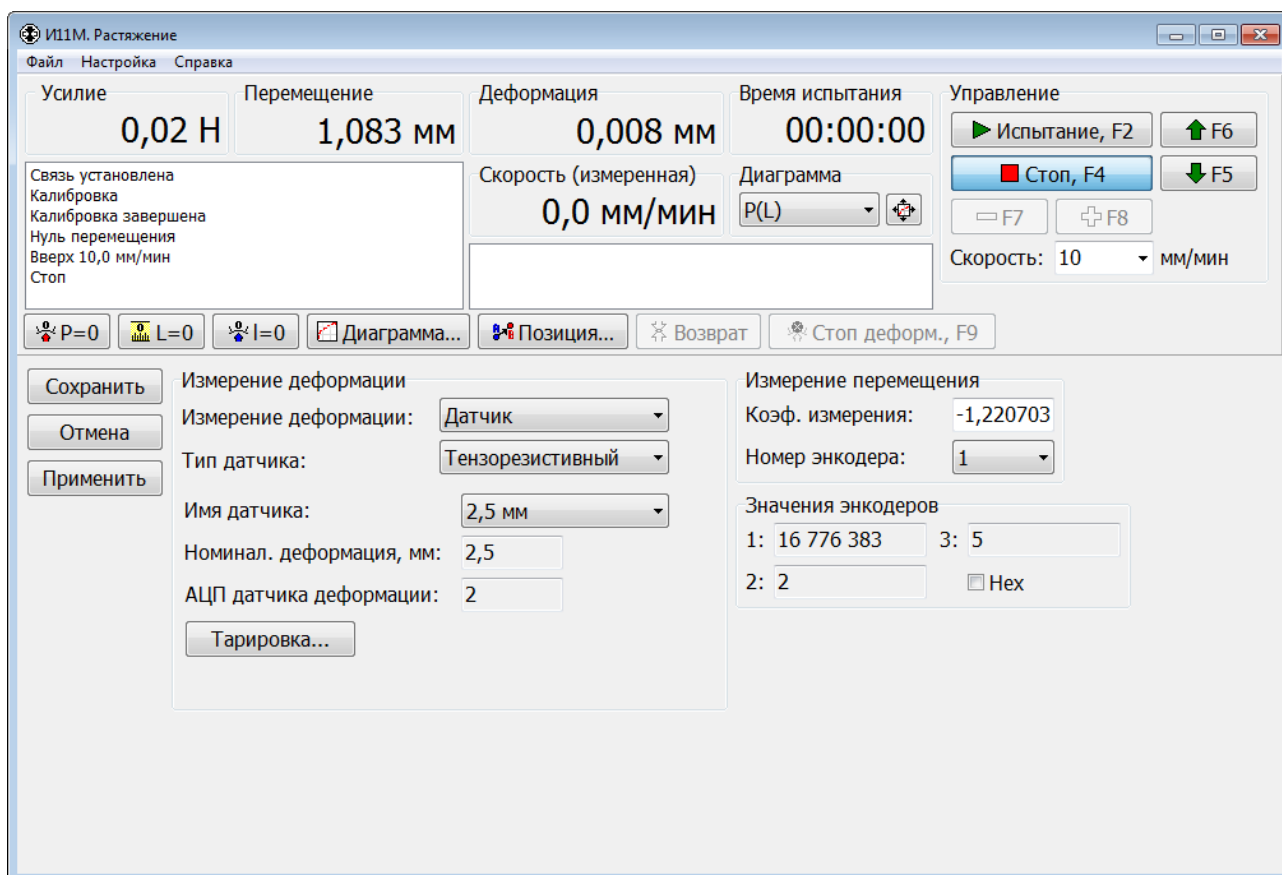 И11М. Растяжение
Файл Настройка Справка
Усилие Перемещение Деформация Время испытания Управление
0,02 Н 1,083 мм 0,008 мм 00:00:00
Испытание, F2 F6
Стоп, F4 F5
F7 F8
Скорость: 10 мм/мин
Связь установлена
Калибровка
Калибровка завершена
Нуль перемещения
Вверх 10,0 мм/мин
Стоп
Скорость (измеренная) Диаграмма
0,0 мм/мин P(L)
P=0 L=0 l=0 Диаграмма... Позиция... Возврат Стоп деформ., F9
Сохранить
Отмена
Применить
Измерение деформации
Измерение деформации: Датчик
Тип датчика: Тензорезистивный
Имя датчика: 2,5 мм
Номинал. деформация, мм: 2,5
АЦП датчика деформации: 2
Тарировка...
Измерение перемещения
Коэф. измерения: -1,220703
Номер энкодера: 1
Значения энкодеров
1: 16 776 383 3: 5
2: 2 Hex